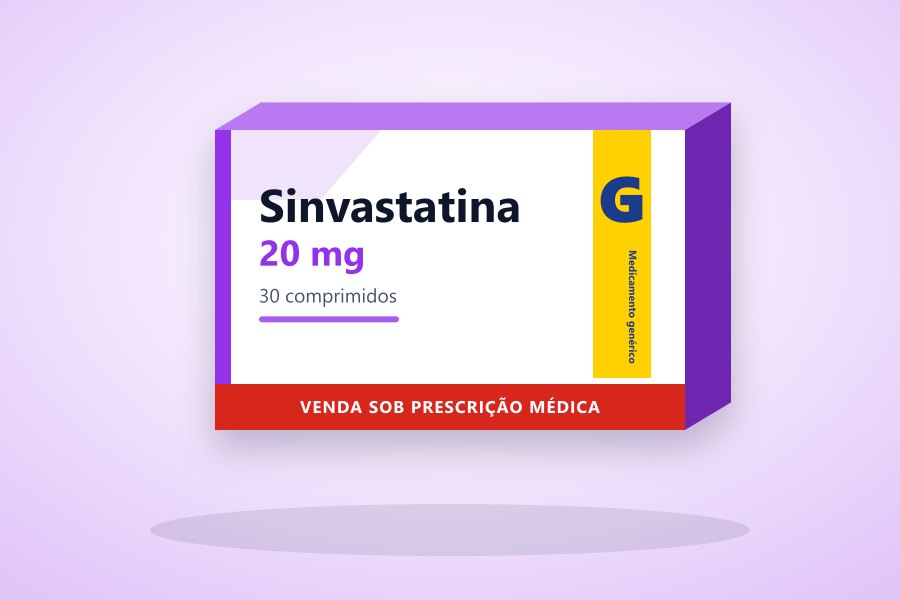 Sinvastatina
20 mg
30 comprimidos
G
Medicamento genérico
VENDA SOB PRESCRIÇÃO MÉDICA